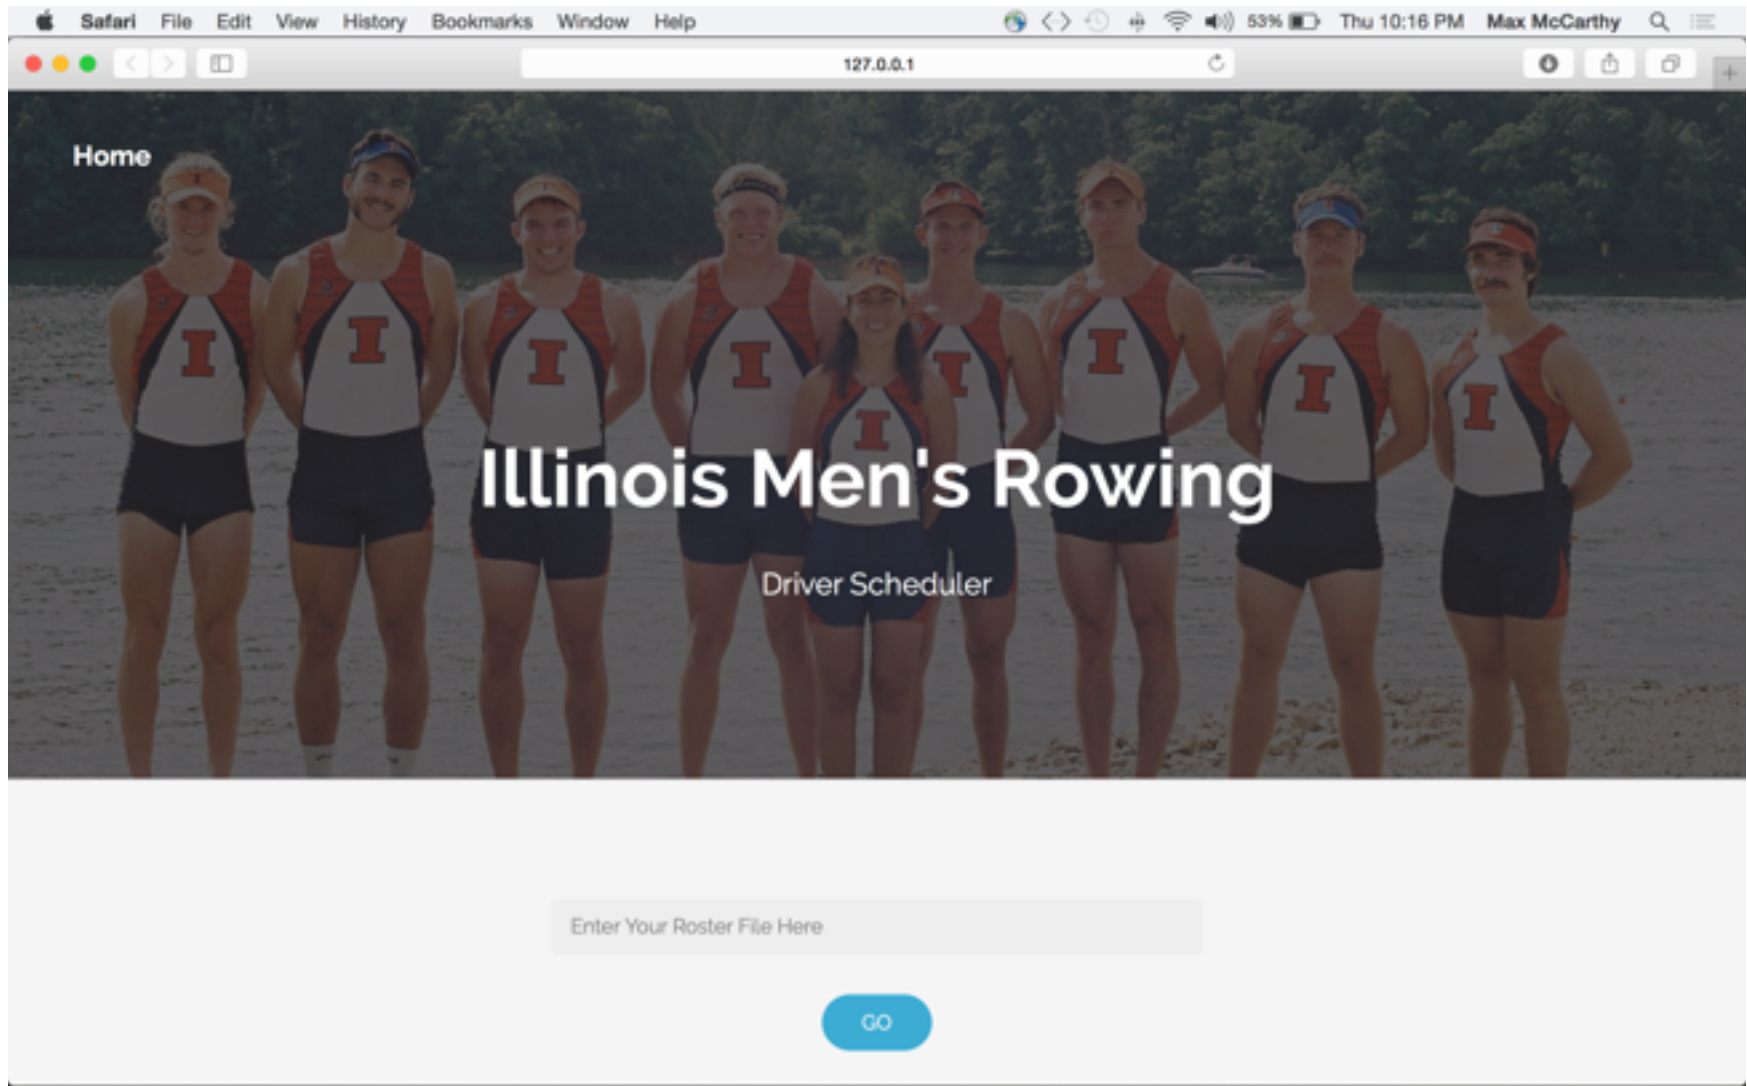 Safari File Edit View History Bookmarks Window Help 53% Thu 10:16 PM Max McCarthy
127.0.0.1
Home
I I I I I I I I I
Illinois Men's Rowing
Driver Scheduler
Enter Your Roster File Here
GO